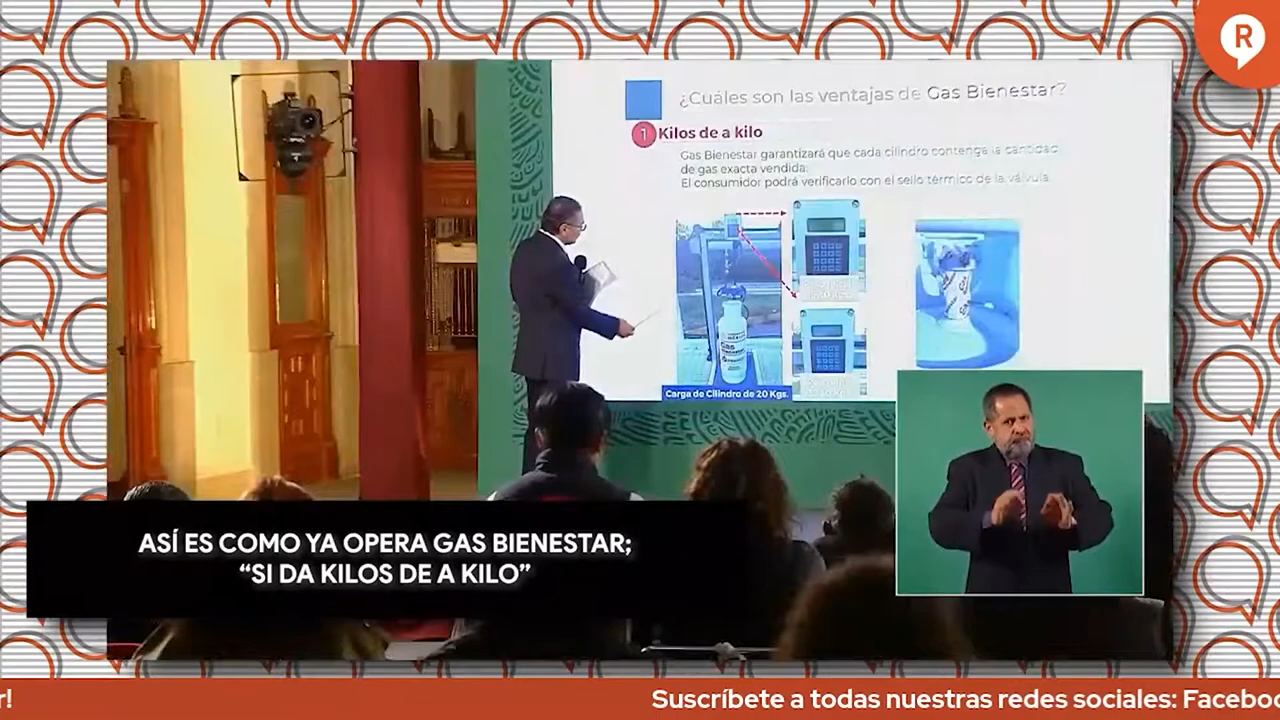 R
¿Cuáles son las ventajas de Gas Bienestar?
1 Kilos de a kilo
Gas Bienestar garantizará que cada cilindro contenga la cantidad
de gas exacta vendida.
El consumidor podrá verificarlo con el sello térmico de la válvula.
Carga de Cilindro de 20 Kgs.
ASÍ ES COMO YA OPERA GAS BIENESTAR;
“SI DA KILOS DE A KILO”
r!
Suscríbete a todas nuestras redes sociales: Faceboo